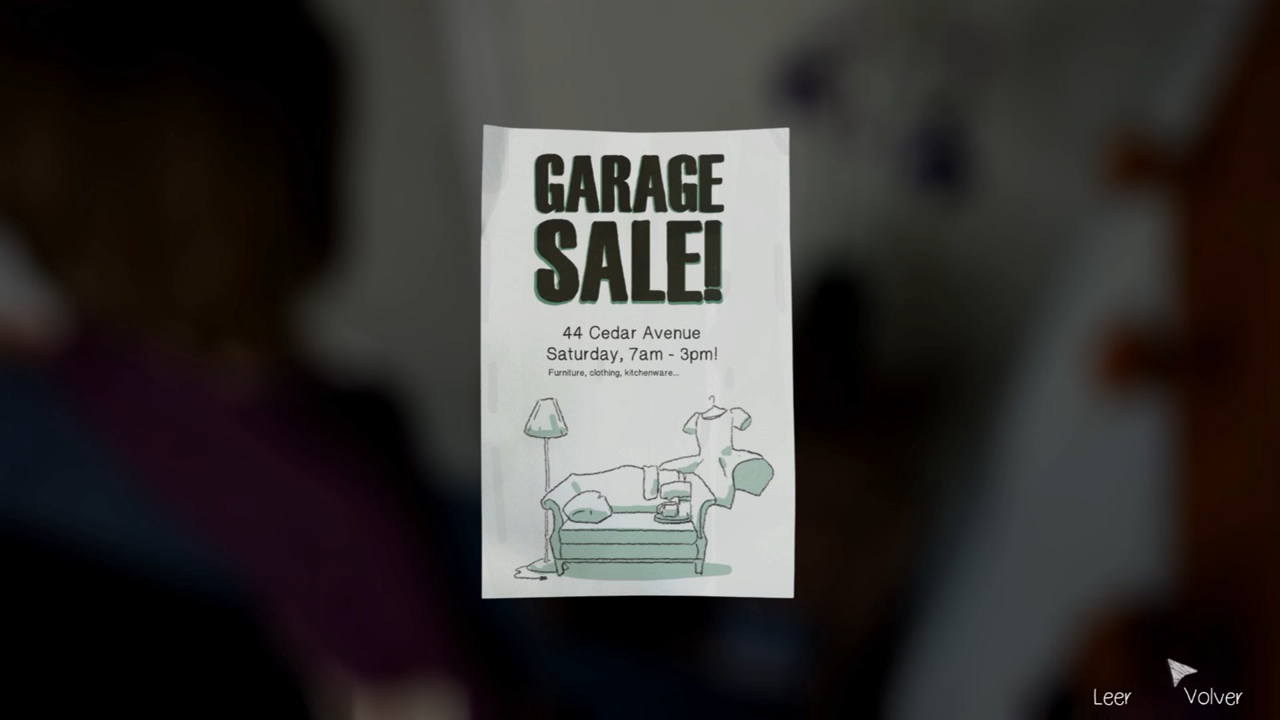 GARAGE
SALE!
44 Cedar Avenue
Saturday, 7am - 3pm!
Furniture, clothing, kitchenware...
Leer
Volver